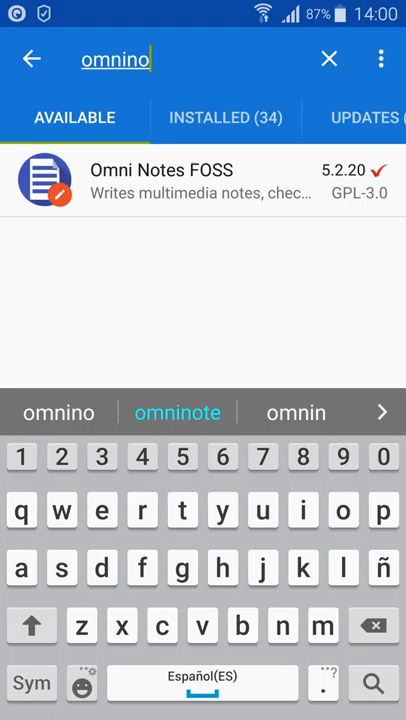 87% 14:00
omnino
AVAILABLE INSTALLED (34) UPDATES (
Omni Notes FOSS 5.2.20
Writes multimedia notes, chec... GPL-3.0
omnino omninote omnin
1 2 3 4 5 6 7 8 9 0
q w e r t y u i o p
a s d f g h j k l ñ
z x c v b n m
Sym Español(ES) . ,,?